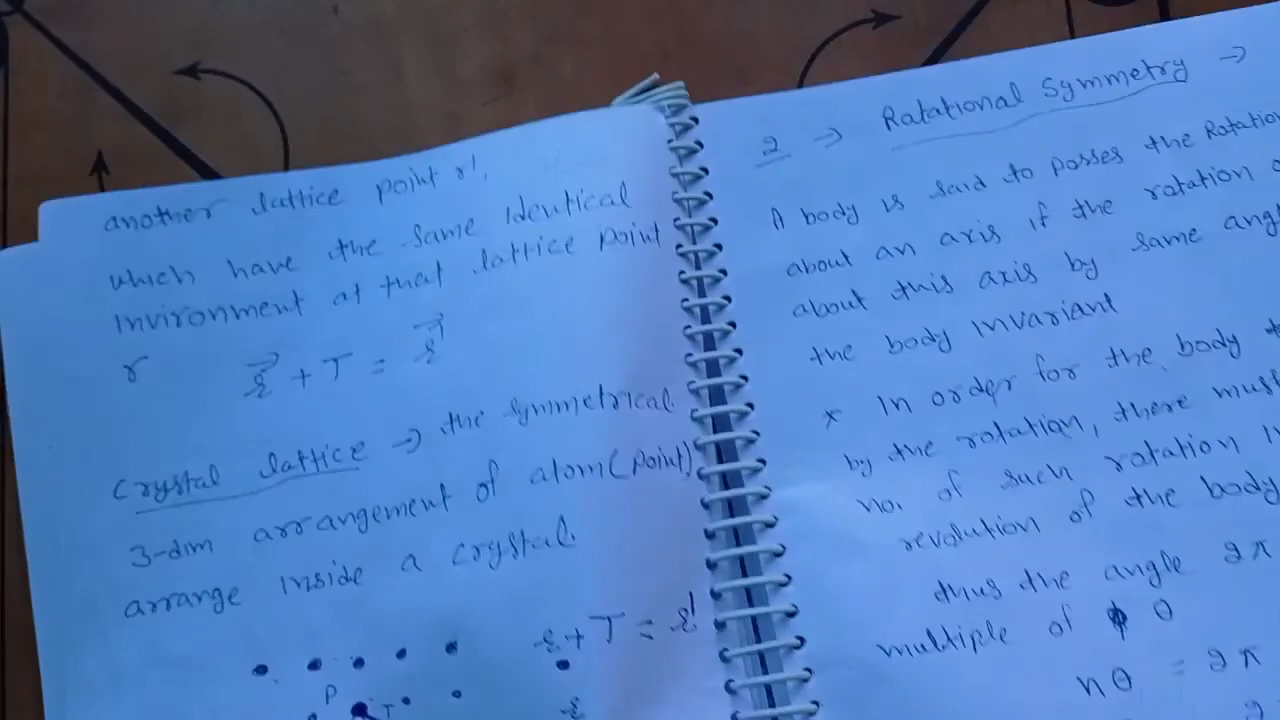 another lattice point r',
which have the same identical
invironment at that lattice point
r r⃗ + T = r⃗'
crystal lattice → the symmetrical
3-dim arrangement of atom (point)
arrange inside a crystal.
r + T = r'
P
T
r
2 → Ratational Symmetry →
A body is said to posses the Rotation
about an axis if the rotation
about this axis by same ang
the body invariant
* In order for the body
by the rotation, there must
no. of such rotation in
revolution of the body
thus the angle 2π
multiple of θ
nθ = 2π
2